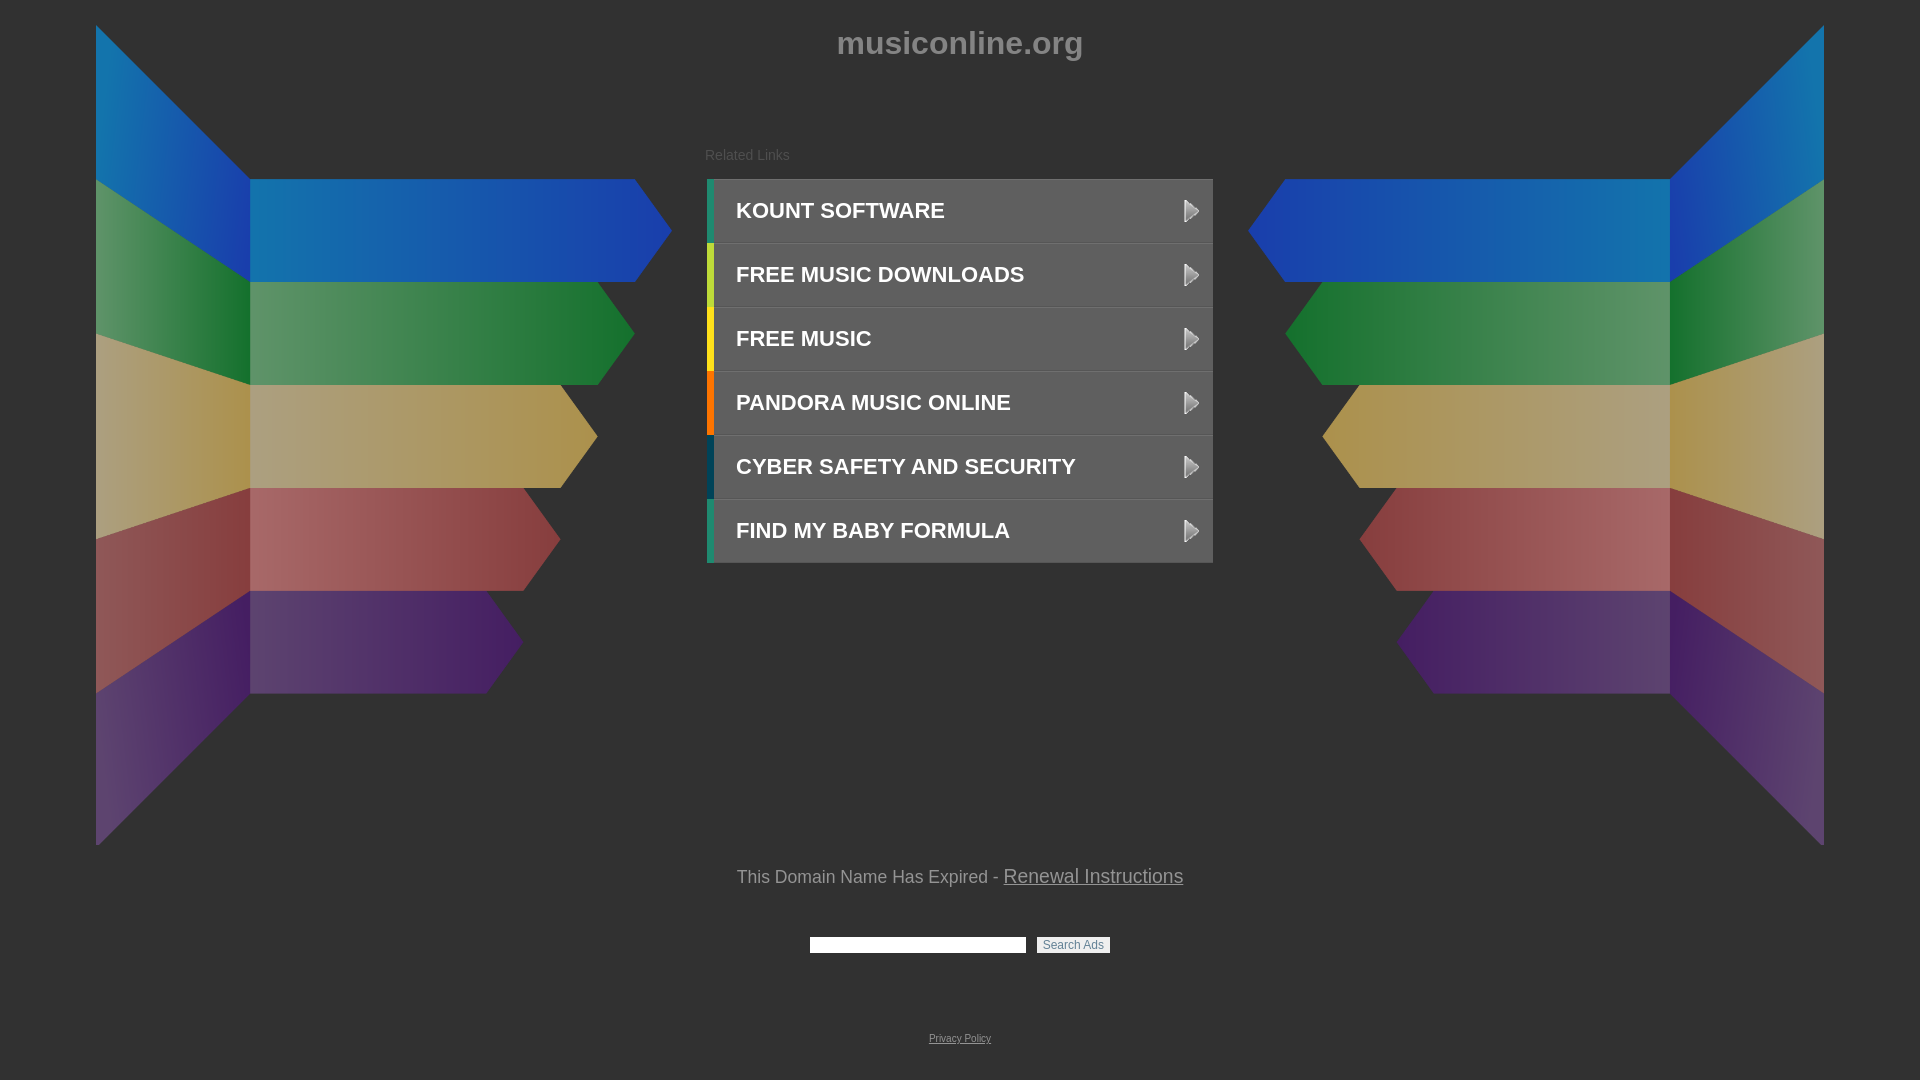 musiconline.org
Related Links
KOUNT SOFTWARE
FREE MUSIC DOWNLOADS
FREE MUSIC
PANDORA MUSIC ONLINE
CYBER SAFETY AND SECURITY
FIND MY BABY FORMULA
This Domain Name Has Expired - Renewal Instructions
Search Ads
Privacy Policy